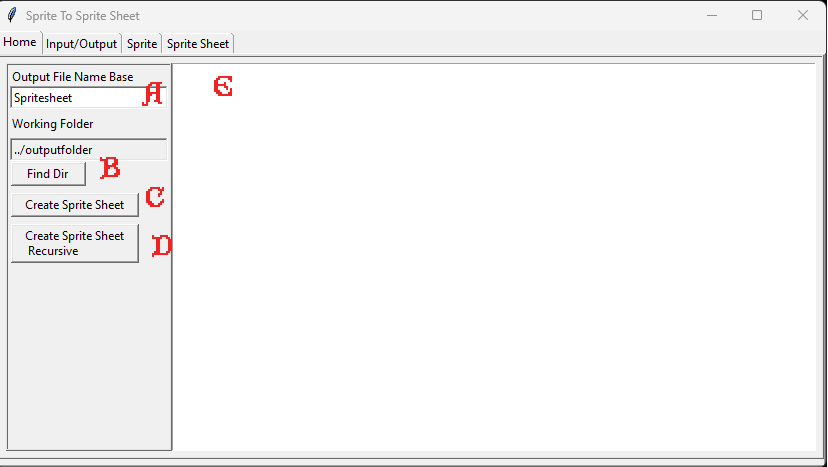 Sprite To Sprite Sheet
Home Input/Output Sprite Sprite Sheet
Output File Name Base
Spritesheet A E
Working Folder
../outputfolder
Find Dir B
Create Sprite Sheet C
Create Sprite Sheet
Recursive D